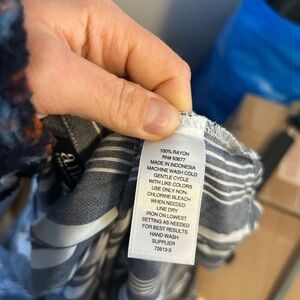 100% RAYON
RN# 93677
MADE IN INDONESIA
MACHINE WASH COLD
GENTLE CYCLE
WITH LIKE COLORS
USE ONLY NON-
CHLORINE BLEACH
WHEN NEEDED
LINE DRY
IRON ON LOWEST
SETTING AS NEEDED
FOR BEST RESULTS
HAND WASH
SUPPLIER
72813-3